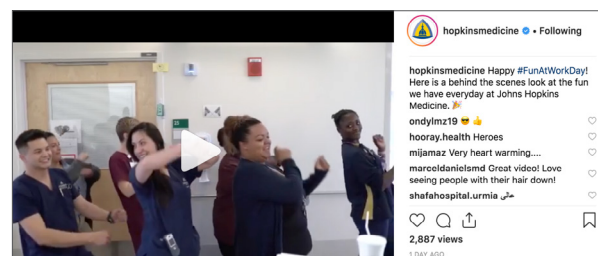 hopkinsmedicine • Following
hopkinsmedicine Happy #FunAtWorkDay!
Here is a behind the scenes look at the fun
we have everyday at Johns Hopkins
Medicine. 🎉
ondylmz19 😎 👍
hooray.health Heroes
mijamaz Very heart warming....
marceldanielsmd Great video! Love
seeing people with their hair down!
shafahospital.urmia عالی
2,887 views
1 DAY AGO